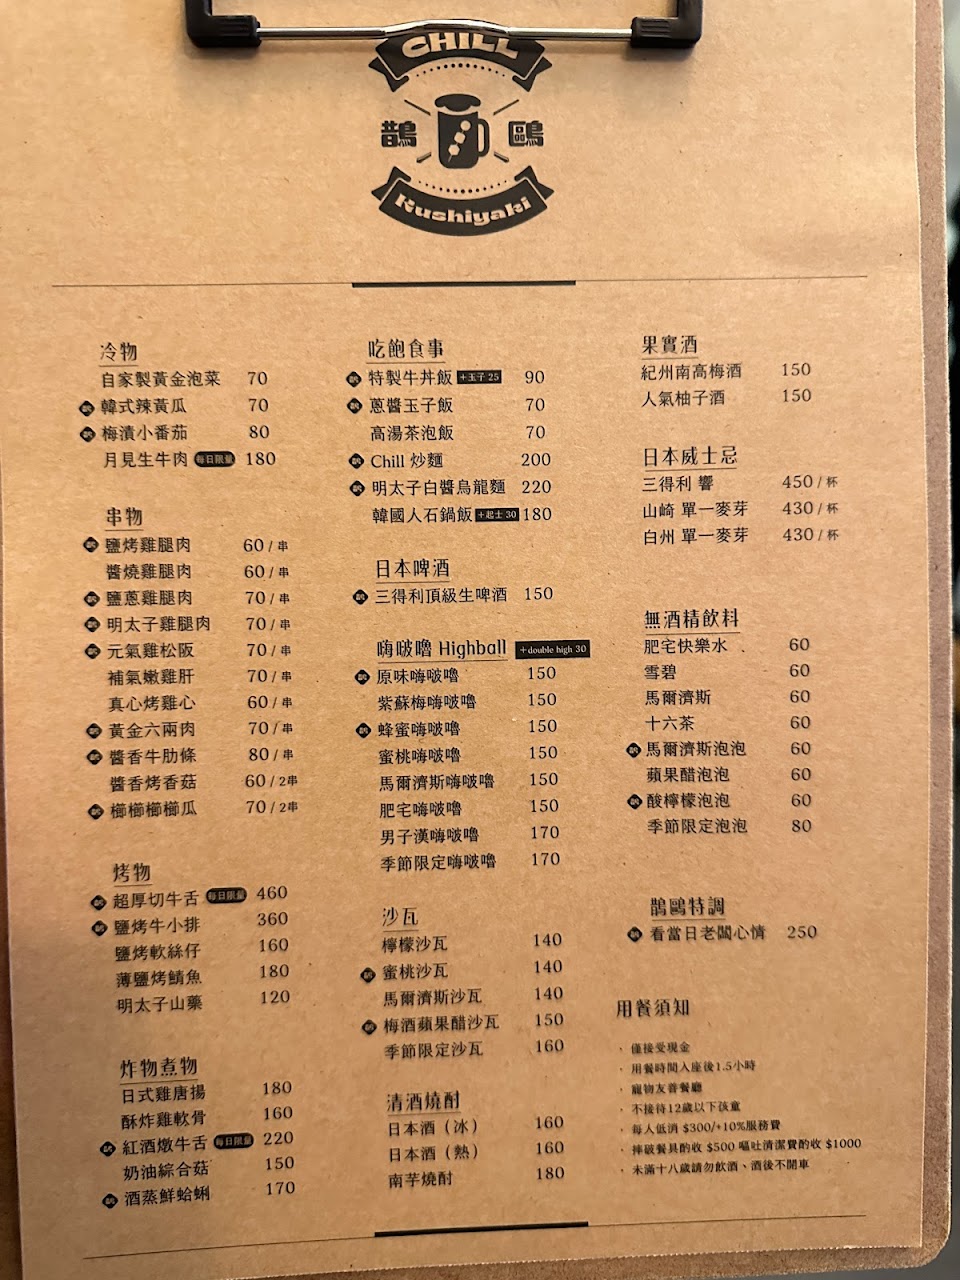 CHILL
鵲 鷗
Kushiyaki
冷物
自家製黃金泡菜 70
韓式辣黃瓜 70
梅漬小番茄 80
月見生牛肉 每日限量 180
串物
鹽烤雞腿肉 60 / 串
醬燒雞腿肉 60 / 串
鹽蔥雞腿肉 70 / 串
明太子雞腿肉 70 / 串
元氣雞松阪 70 / 串
補氣嫩雞肝 70 / 串
真心烤雞心 60 / 串
黃金六兩肉 70 / 串
醬香牛肋條 80 / 串
醬香烤香菇 60 / 2串
櫛櫛櫛櫛瓜 70 / 2串
烤物
超厚切牛舌 每日限量 460
鹽烤牛小排 360
鹽烤軟絲仔 160
薄鹽烤鯖魚 180
明太子山藥 120
炸物煮物
日式雞唐揚 180
酥炸雞軟骨 160
紅酒燉牛舌 每日限量 220
奶油綜合菇 150
酒蒸鮮蛤蜊 170
吃飽食事
特製牛丼飯 +玉子 25 90
蔥醬玉子飯 70
高湯茶泡飯 70
Chill 炒麵 200
明太子白醬烏龍麵 220
韓國人石鍋飯 +起士 30 180
日本啤酒
三得利頂級生啤酒 150
嗨啵嚕 Highball +double high 30
原味嗨啵嚕 150
紫蘇梅嗨啵嚕 150
蜂蜜嗨啵嚕 150
蜜桃嗨啵嚕 150
馬爾濟斯嗨啵嚕 150
肥宅嗨啵嚕 150
男子漢嗨啵嚕 170
季節限定嗨啵嚕 170
沙瓦
檸檬沙瓦 140
蜜桃沙瓦 140
馬爾濟斯沙瓦 140
梅酒蘋果醋沙瓦 150
季節限定沙瓦 160
清酒燒酎
日本酒（冰） 160
日本酒（熱） 160
南芋燒酎 180
果實酒
紀州南高梅酒 150
人氣柚子酒 150
日本威士忌
三得利 響 450 / 杯
山崎 單一麥芽 430 / 杯
白州 單一麥芽 430 / 杯
無酒精飲料
肥宅快樂水 60
雪碧 60
馬爾濟斯 60
十六茶 60
馬爾濟斯泡泡 60
蘋果醋泡泡 60
酸檸檬泡泡 60
季節限定泡泡 80
鵲鷗特調
看當日老闆心情 250
用餐須知
· 僅接受現金
· 用餐時間入座後1.5小時
· 寵物友善餐廳
· 不接待12歲以下孩童
· 每人低消 $300/+10%服務費
· 摔破餐具酌收 $500 嘔吐清潔費酌收 $1000
· 未滿十八歲請勿飲酒、酒後不開車